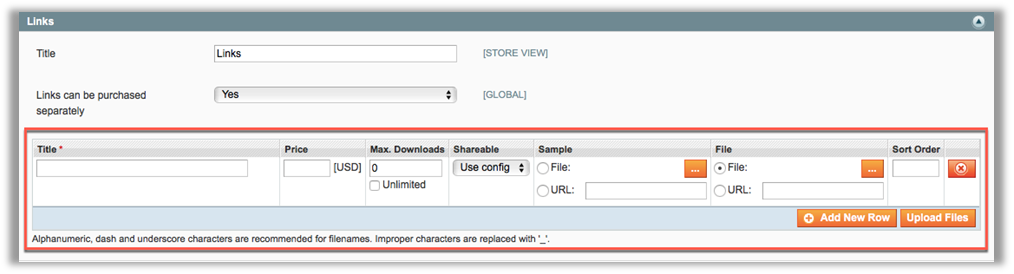 Links
Title Links [STORE VIEW]
Links can be purchased Yes [GLOBAL]
separately
Title * Price Max. Downloads Shareable Sample File Sort Order
[USD] 0 Use config File: ... File: ...
Unlimited URL: URL:
Add New Row Upload Files
Alphanumeric, dash and underscore characters are recommended for filenames. Improper characters are replaced with '_'.